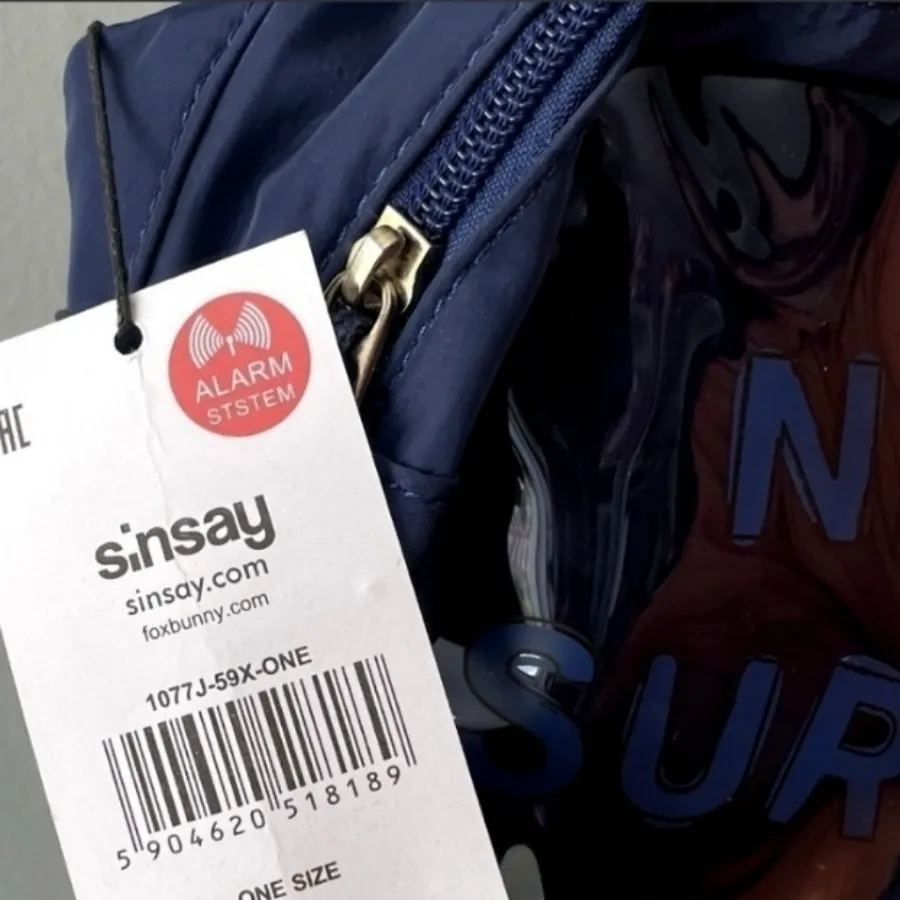 ALARM
STSTEM
sinsay
sinsay.com
foxbunny.com
1077J-59X-ONE
5 904620 518189
ONE SIZE
N
SUR